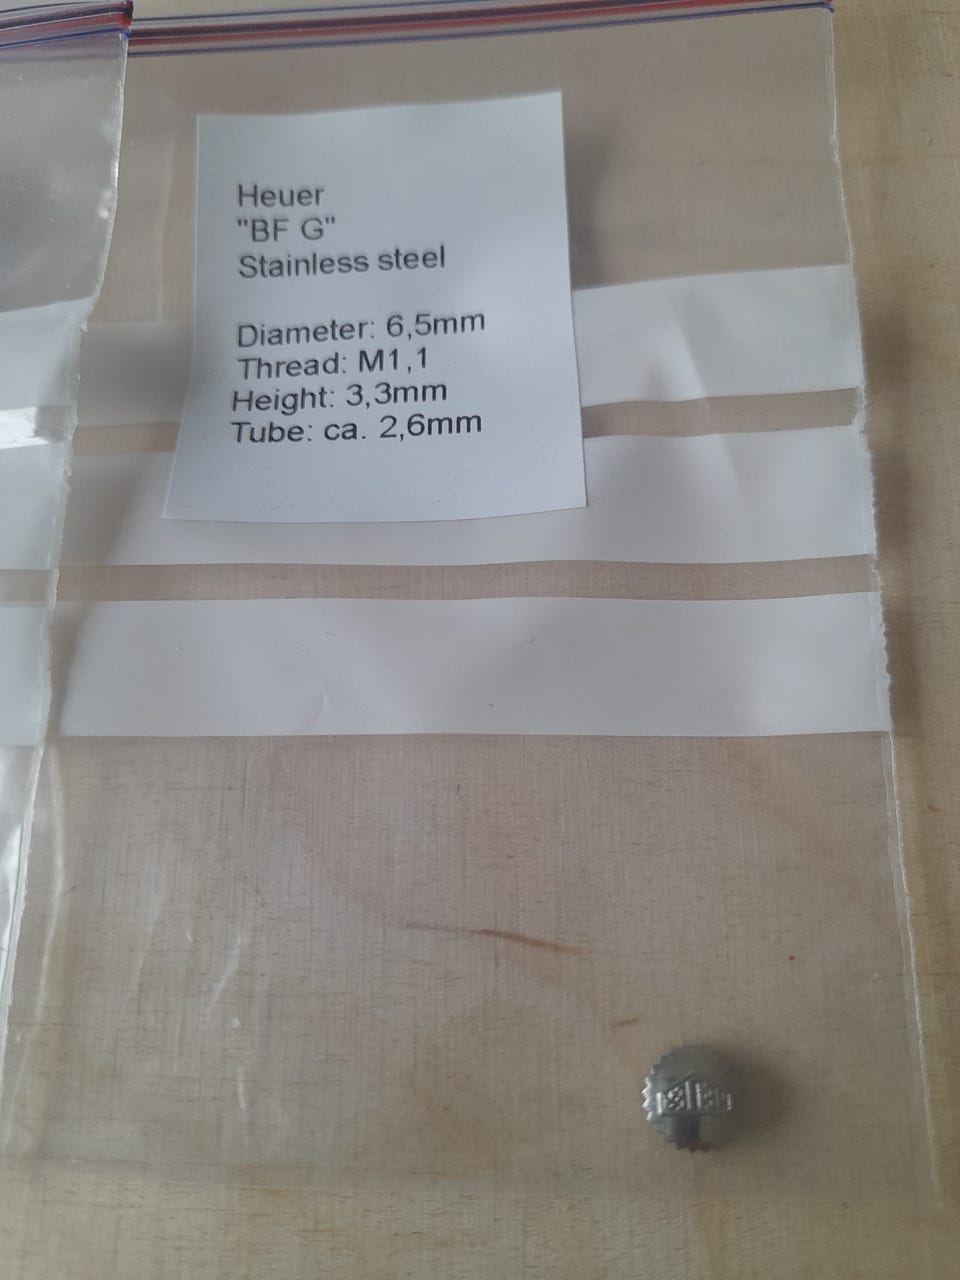 Heuer
"BF G"
Stainless steel
Diameter: 6,5mm
Thread: M1,1
Height: 3,3mm
Tube: ca. 2,6mm